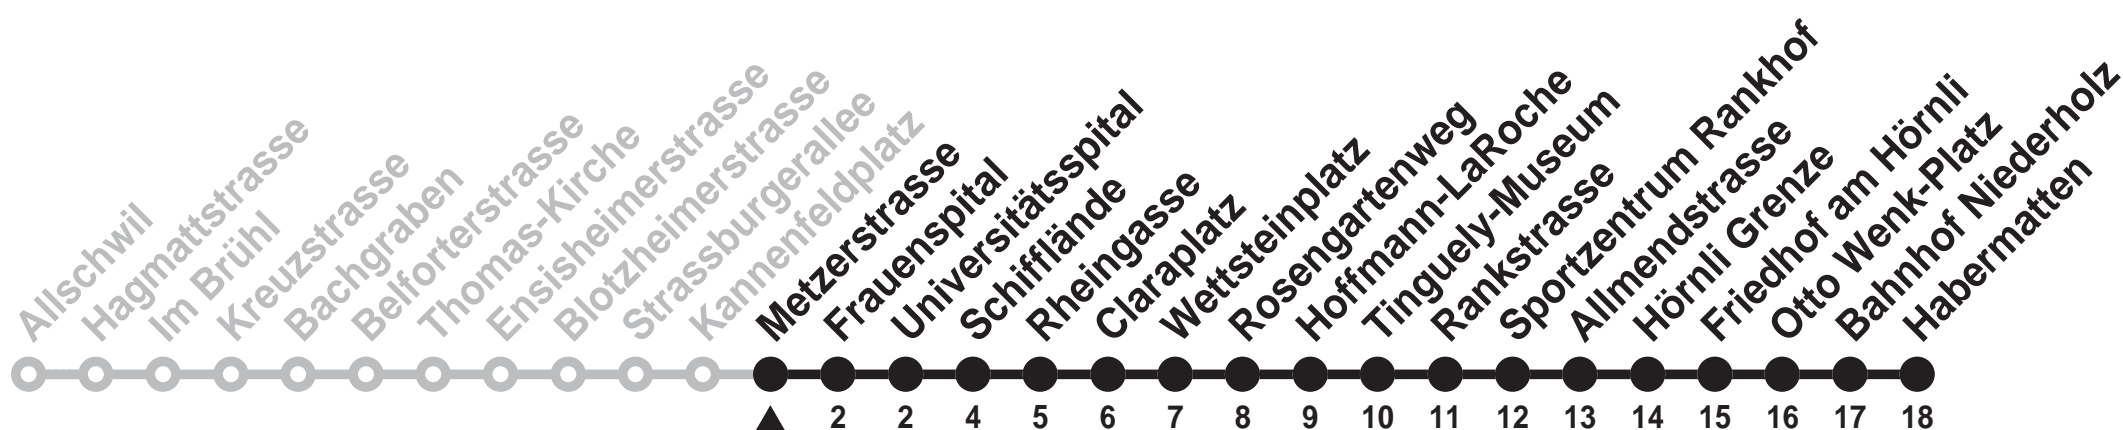 Allschwil
Hagmattstrasse
Im Brühl
Kreuzstrasse
Bachgraben
Belforterstrasse
Thomas-Kirche
Ensisheimerstrasse
Blotzheimerstrasse
Strassburgerallee
Kannenfeldplatz
Metzerstrasse
Frauenspital
Universitätsspital
Schifflände
Rheingasse
Claraplatz
Wettsteinplatz
Rosengartenweg
Hoffmann-LaRoche
Tinguely-Museum
Rankstrasse
Sportzentrum Rankhof
Allmendstrasse
Hörnli Grenze
Friedhof am Hörnli
Otto Wenk-Platz
Bahnhof Niederholz
Habermatten
2 2 4 5 6 7 8 9 10 11 12 13 14 15 16 17 18